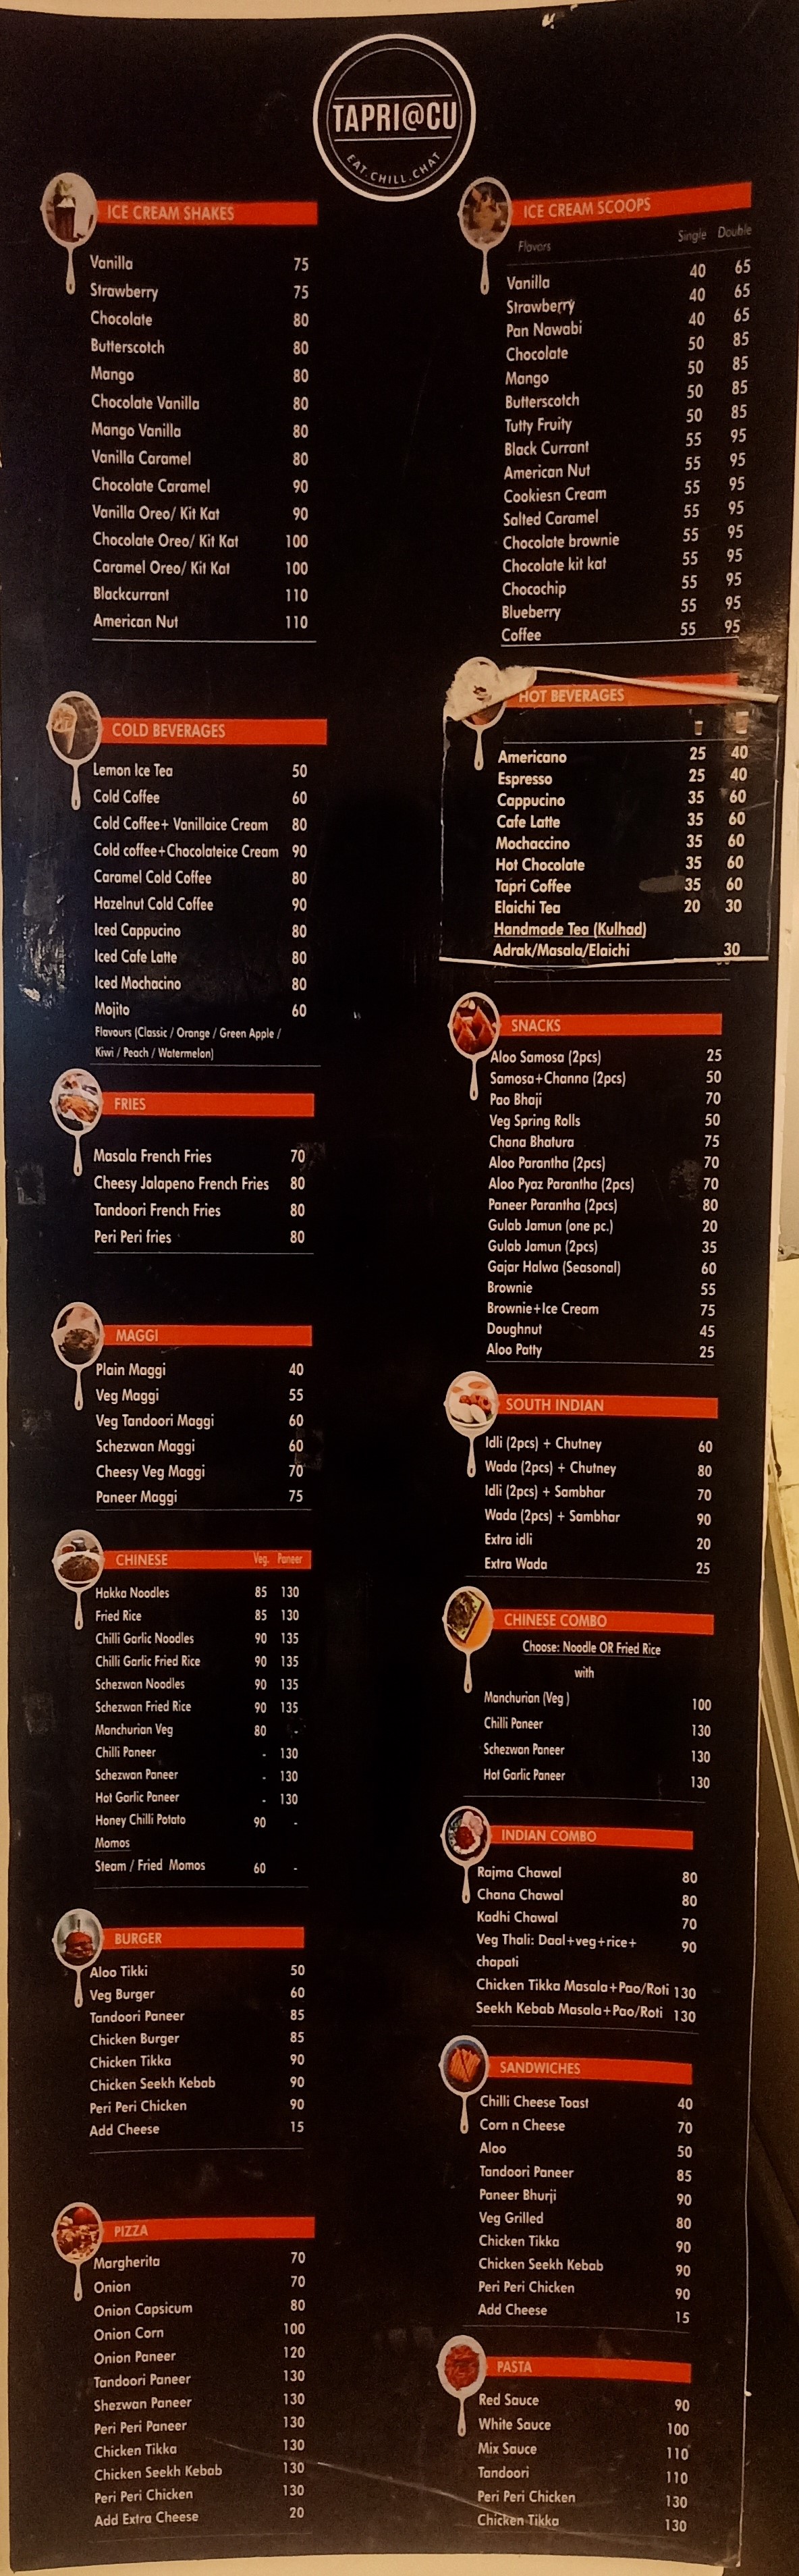 TAPRI@CU
EAT.CHILL.CHAT
ICE CREAM SHAKES
Vanilla 75
Strawberry 75
Chocolate 80
Butterscotch 80
Mango 80
Chocolate Vanilla 80
Mango Vanilla 80
Vanilla Caramel 80
Chocolate Caramel 90
Vanilla Oreo/ Kit Kat 90
Chocolate Oreo/ Kit Kat 100
Caramel Oreo/ Kit Kat 100
Blackcurrant 110
American Nut 110
COLD BEVERAGES
Lemon Ice Tea 50
Cold Coffee 60
Cold Coffee+ Vanillaice Cream 80
Cold coffee+Chocolateice Cream 90
Caramel Cold Coffee 80
Hazelnut Cold Coffee 90
Iced Cappucino 80
Iced Cafe Latte 80
Iced Mochacino 80
Mojito 60
Flavours (Classic / Orange / Green Apple /
Kiwi / Peach / Watermelon)
FRIES
Masala French Fries 70
Cheesy Jalapeno French Fries 80
Tandoori French Fries 80
Peri Peri fries 80
MAGGI
Plain Maggi 40
Veg Maggi 55
Veg Tandoori Maggi 60
Schezwan Maggi 60
Cheesy Veg Maggi 70
Paneer Maggi 75
CHINESE Veg. Paneer
Hakka Noodles 85 130
Fried Rice 85 130
Chilli Garlic Noodles 90 135
Chilli Garlic Fried Rice 90 135
Schezwan Noodles 90 135
Schezwan Fried Rice 90 135
Manchurian Veg 80 -
Chilli Paneer - 130
Schezwan Paneer - 130
Hot Garlic Paneer - 130
Honey Chilli Potato 90 -
Momos
Steam / Fried Momos 60 -
BURGER
Aloo Tikki 50
Veg Burger 60
Tandoori Paneer 85
Chicken Burger 85
Chicken Tikka 90
Chicken Seekh Kebab 90
Peri Peri Chicken 90
Add Cheese 15
PIZZA
Margherita 70
Onion 70
Onion Capsicum 80
Onion Corn 100
Onion Paneer 120
Tandoori Paneer 130
Shezwan Paneer 130
Peri Peri Paneer 130
Chicken Tikka 130
Chicken Seekh Kebab 130
Peri Peri Chicken 130
Add Extra Cheese 20
ICE CREAM SCOOPS
Flavors Single Double
Vanilla 40 65
Strawberry 40 65
Pan Nawabi 40 65
Chocolate 50 85
Mango 50 85
Butterscotch 50 85
Tutty Fruity 50 85
Black Currant 55 95
American Nut 55 95
Cookiesn Cream 55 95
Salted Caramel 55 95
Chocolate brownie 55 95
Chocolate kit kat 55 95
Chocochip 55 95
Blueberry 55 95
Coffee 55 95
HOT BEVERAGES
Americano 25 40
Espresso 25 40
Cappucino 35 60
Cafe Latte 35 60
Mochaccino 35 60
Hot Chocolate 35 60
Tapri Coffee 35 60
Elaichi Tea 20 30
Handmade Tea (Kulhad)
Adrak/Masala/Elaichi 30
SNACKS
Aloo Samosa (2pcs) 25
Samosa+Channa (2pcs) 50
Pao Bhaji 70
Veg Spring Rolls 50
Chana Bhatura 75
Aloo Parantha (2pcs) 70
Aloo Pyaz Parantha (2pcs) 70
Paneer Parantha (2pcs) 80
Gulab Jamun (one pc.) 20
Gulab Jamun (2pcs) 35
Gajar Halwa (Seasonal) 60
Brownie 55
Brownie+Ice Cream 75
Doughnut 45
Aloo Patty 25
SOUTH INDIAN
Idli (2pcs) + Chutney 60
Wada (2pcs) + Chutney 80
Idli (2pcs) + Sambhar 70
Wada (2pcs) + Sambhar 90
Extra idli 20
Extra Wada 25
CHINESE COMBO
Choose: Noodle OR Fried Rice
with
Manchurian (Veg ) 100
Chilli Paneer 130
Schezwan Paneer 130
Hot Garlic Paneer 130
INDIAN COMBO
Rajma Chawal 80
Chana Chawal 80
Kadhi Chawal 70
Veg Thali: Daal+veg+rice+ 90
chapati
Chicken Tikka Masala+Pao/Roti 130
Seekh Kebab Masala+Pao/Roti 130
SANDWICHES
Chilli Cheese Toast 40
Corn n Cheese 70
Aloo 50
Tandoori Paneer 85
Paneer Bhurji 90
Veg Grilled 80
Chicken Tikka 90
Chicken Seekh Kebab 90
Peri Peri Chicken 90
Add Cheese 15
PASTA
Red Sauce 90
White Sauce 100
Mix Sauce 110
Tandoori 110
Peri Peri Chicken 130
Chicken Tikka 130